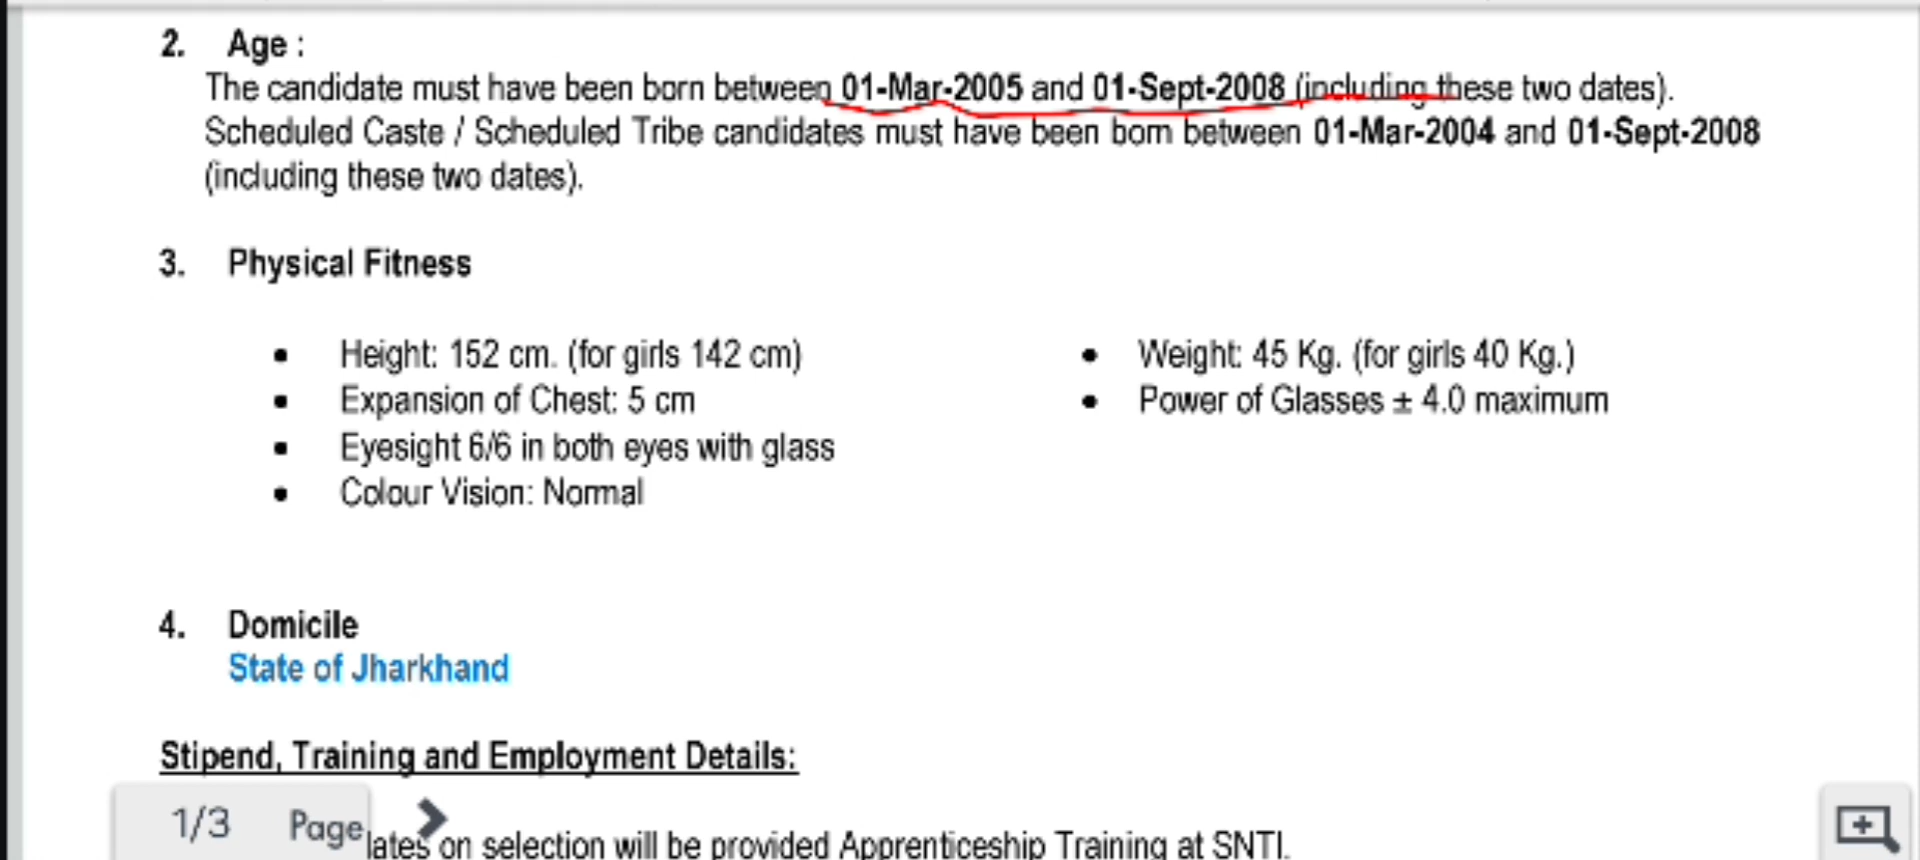 2. Age :
The candidate must have been born between 01-Mar-2005 and 01-Sept-2008 (including these two dates).
Scheduled Caste / Scheduled Tribe candidates must have been born between 01-Mar-2004 and 01-Sept-2008
(including these two dates).
3. Physical Fitness
• Height: 152 cm. (for girls 142 cm)
• Expansion of Chest: 5 cm
• Eyesight 6/6 in both eyes with glass
• Colour Vision: Normal
• Weight: 45 Kg. (for girls 40 Kg.)
• Power of Glasses ± 4.0 maximum
4. Domicile
State of Jharkhand
Stipend, Training and Employment Details:
1/3 Page
lates on selection will be provided Apprenticeship Training at SNTI.